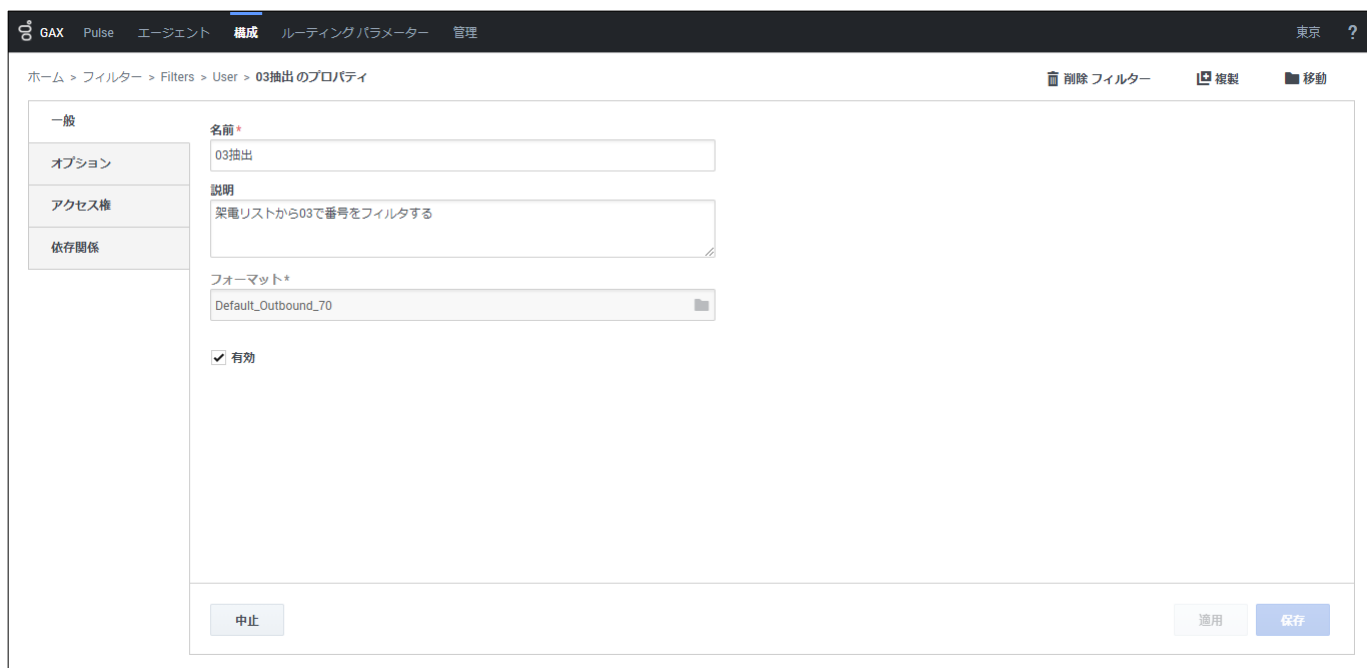 GAX Pulse エージェント 構成 ルーティング パラメーター 管理 東京 ?
ホーム > フィルター > Filters > User > 03抽出 のプロパティ 削除 フィルター 複製 移動
一般
オプション
アクセス権
依存関係
名前*
03抽出
説明
架電リストから03で番号をフィルタする
フォーマット*
Default_Outbound_70
有効
中止 適用 保存